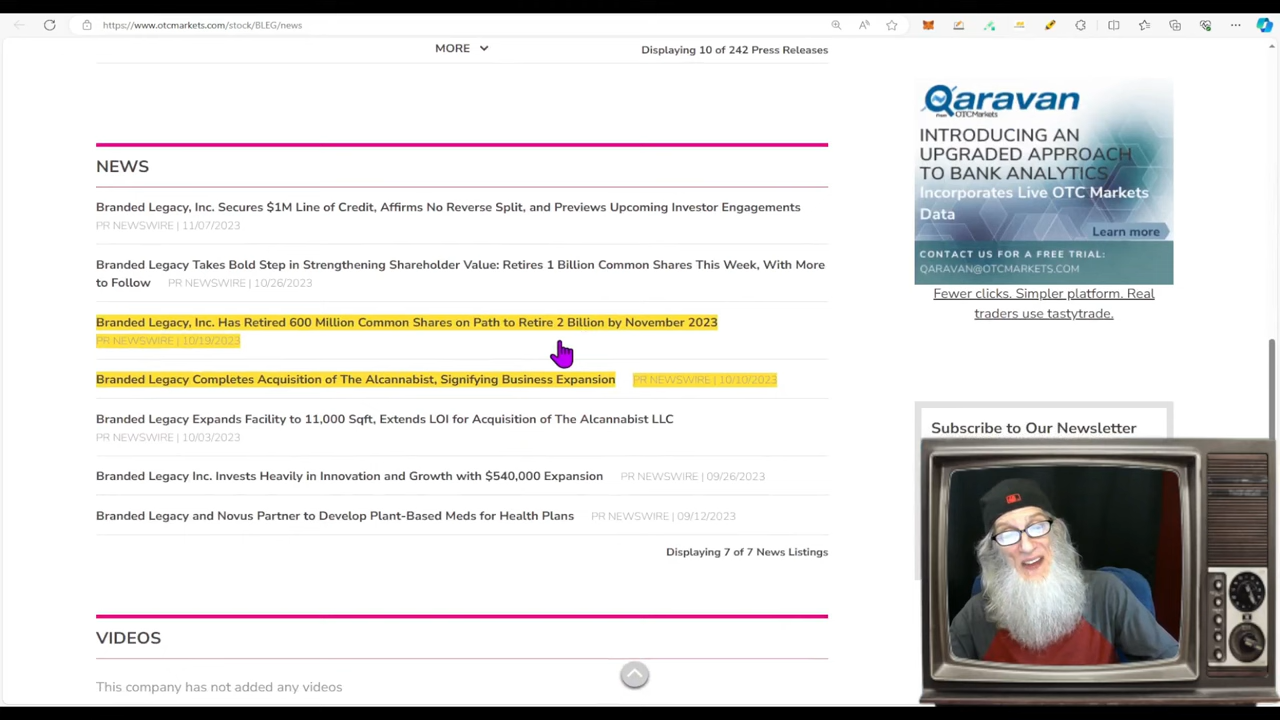 https://www.otcmarkets.com/stock/BLEG/news
MORE
Displaying 10 of 242 Press Releases
NEWS
Branded Legacy, Inc. Secures $1M Line of Credit, Affirms No Reverse Split, and Previews Upcoming Investor Engagements
PR NEWSWIRE | 11/07/2023
Branded Legacy Takes Bold Step in Strengthening Shareholder Value: Retires 1 Billion Common Shares This Week, With More
to Follow PR NEWSWIRE | 10/26/2023
Branded Legacy, Inc. Has Retired 600 Million Common Shares on Path to Retire 2 Billion by November 2023
PR NEWSWIRE | 10/19/2023
Branded Legacy Completes Acquisition of The Alcannabist, Signifying Business Expansion PR NEWSWIRE | 10/10/2023
Branded Legacy Expands Facility to 11,000 Sqft, Extends LOI for Acquisition of The Alcannabist LLC
PR NEWSWIRE | 10/03/2023
Branded Legacy Inc. Invests Heavily in Innovation and Growth with $540,000 Expansion PR NEWSWIRE | 09/26/2023
Branded Legacy and Novus Partner to Develop Plant-Based Meds for Health Plans PR NEWSWIRE | 09/12/2023
Displaying 7 of 7 News Listings
VIDEOS
This company has not added any videos
Qaravan
From OTCMarkets
INTRODUCING AN
UPGRADED APPROACH
TO BANK ANALYTICS
Incorporates Live OTC Markets
Data
Learn more
CONTACT US FOR A FREE TRIAL:
QARAVAN@OTCMARKETS.COM
Fewer clicks. Simpler platform. Real
traders use tastytrade.
Subscribe to Our Newsletter